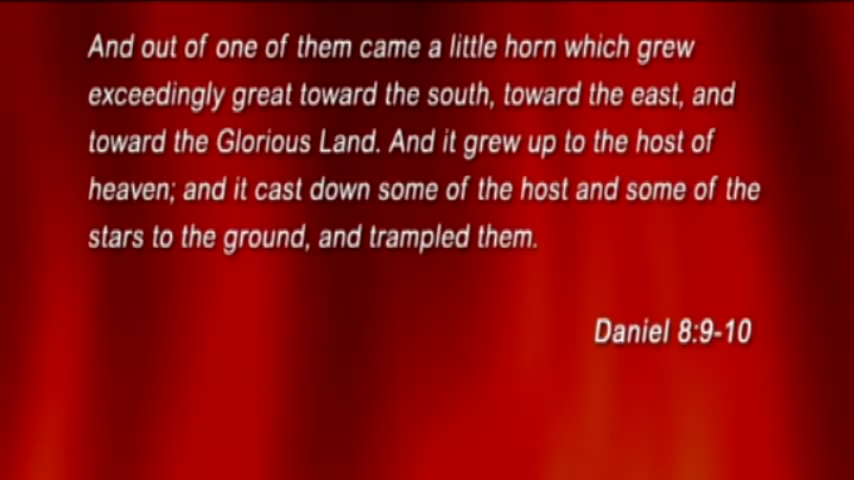 And out of one of them came a little horn which grew
exceedingly great toward the south, toward the east, and
toward the Glorious Land. And it grew up to the host of
heaven; and it cast down some of the host and some of the
stars to the ground, and trampled them.
Daniel 8:9-10